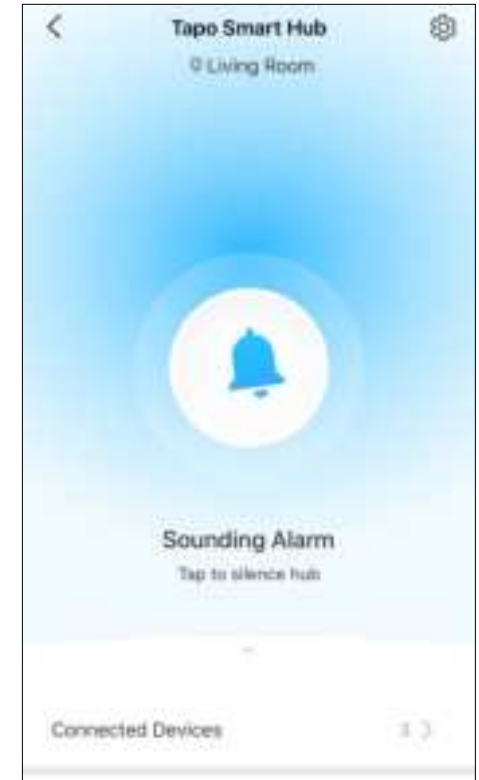 Tapo Smart Hub
Living Room
Sounding Alarm
Tap to silence hub
Connected Devices